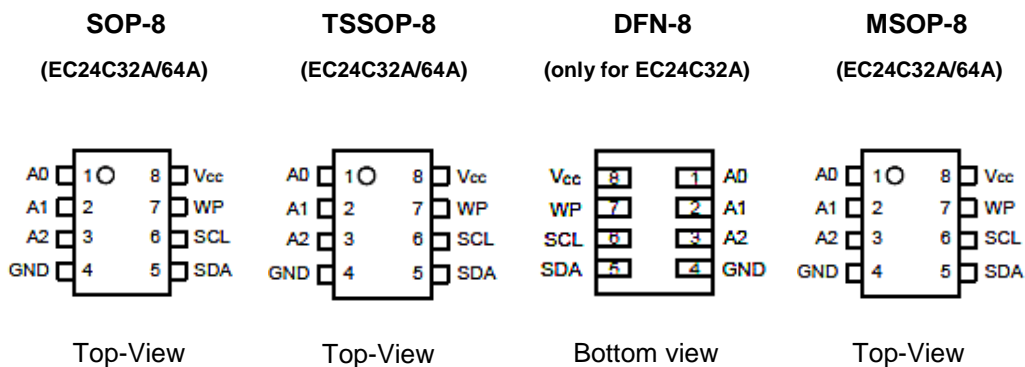 SOP-8 TSSOP-8 DFN-8 MSOP-8
(EC24C32A/64A) (EC24C32A/64A) (only for EC24C32A) (EC24C32A/64A)
A0 1 8 Vcc A0 1 8 Vcc Vcc 8 1 A0 A0 1 8 Vcc
A1 2 7 WP A1 2 7 WP WP 7 2 A1 A1 2 7 WP
A2 3 6 SCL A2 3 6 SCL SCL 6 3 A2 A2 3 6 SCL
GND 4 5 SDA GND 4 5 SDA SDA 5 4 GND GND 4 5 SDA
Top-View Top-View Bottom view Top-View